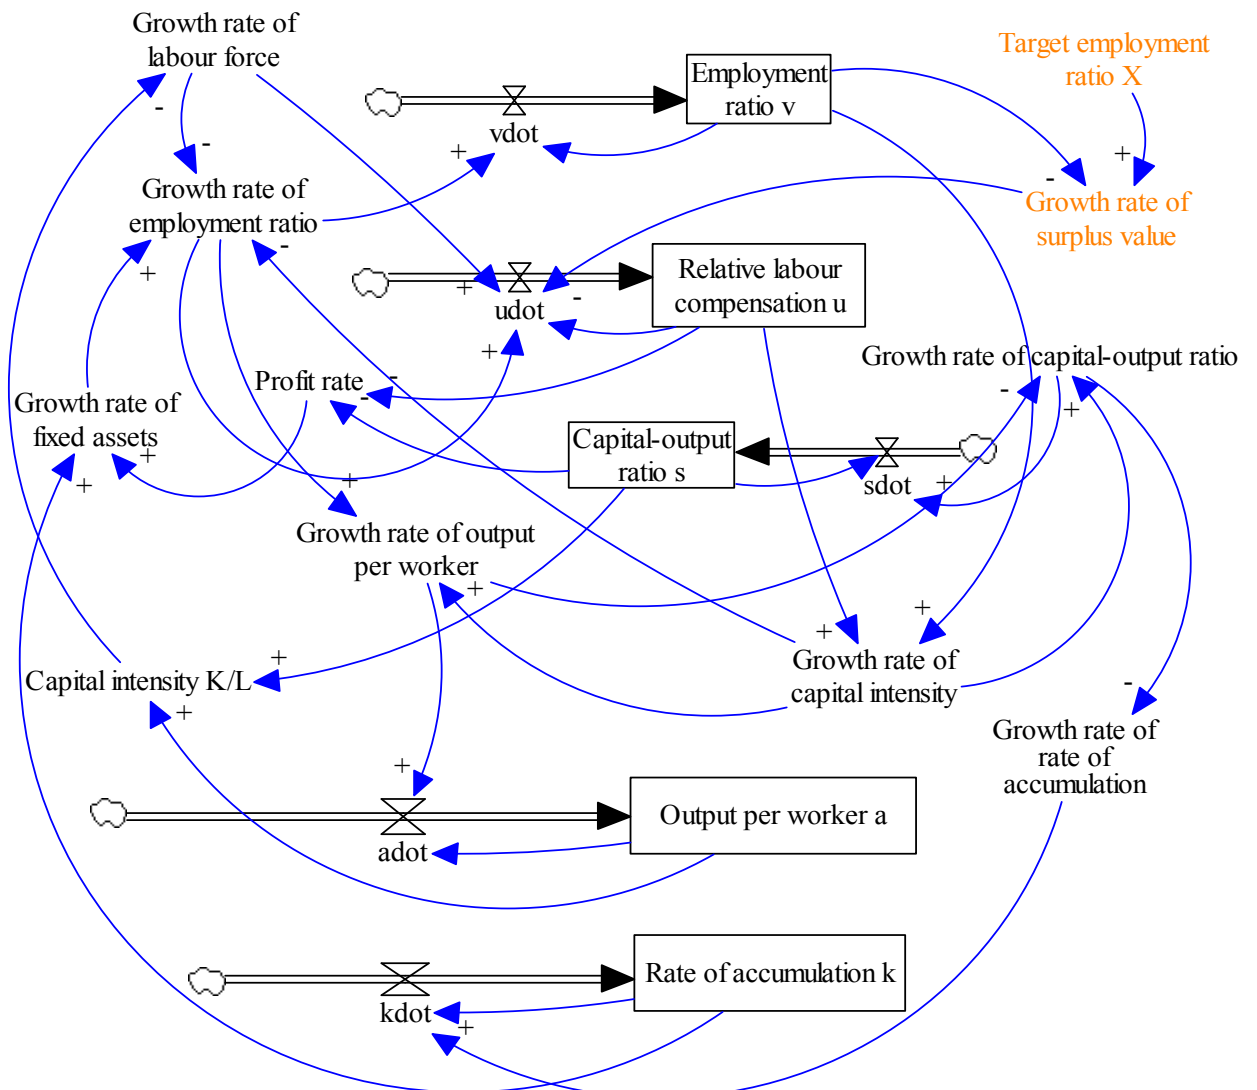 Growth rate of
labour force
Target employment
ratio X
Employment
ratio v
vdot
+
-
-
+
-
Growth rate of
employment ratio
Growth rate of
surplus value
-
+
Relative labour
compensation u
+
-
udot
+
Growth rate of capital-output ratio
Profit rate
-
-
-
+
Growth rate of
fixed assets
+
+
Capital-output
ratio s
sdot
+
+
Growth rate of output
per worker
+
+
+
+
Capital intensity K/L
+
Growth rate of
capital intensity
-
+
Growth rate of
rate of
accumulation
+
Output per worker a
adot
Rate of accumulation k
kdot
+